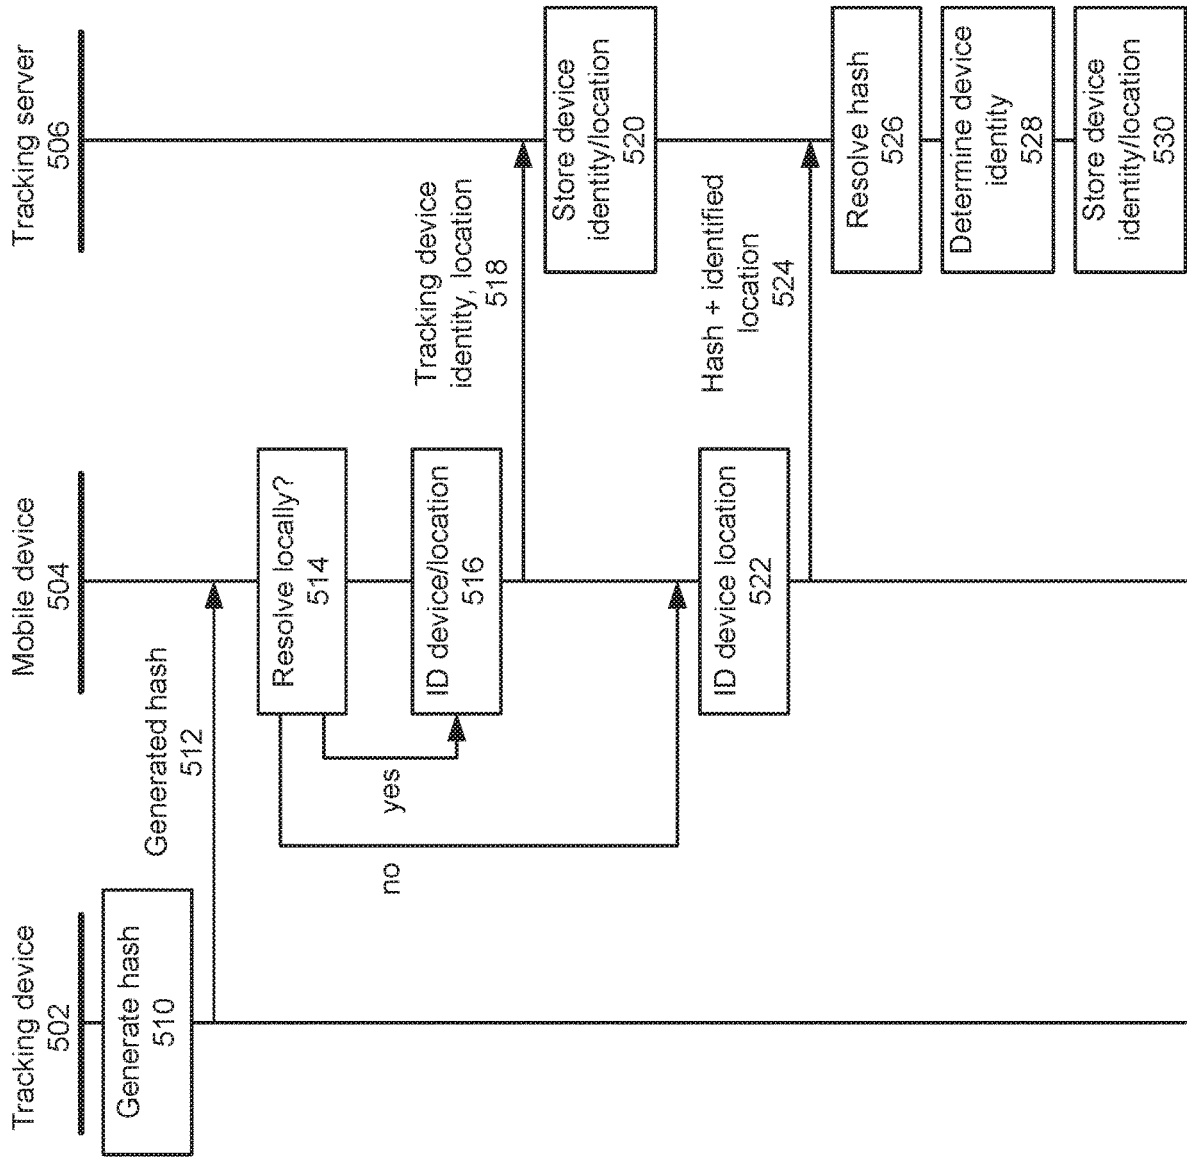 Tracking device
502
Mobile device
504
Tracking server
506
Generate hash
510
Generated hash
512
Resolve locally?
514
yes
no
ID device/location
516
Tracking device
identity, location
518
Store device
identity/location
520
ID device location
522
Hash + identified
location
524
Resolve hash
526
Determine device
identity
528
Store device
identity/location
530